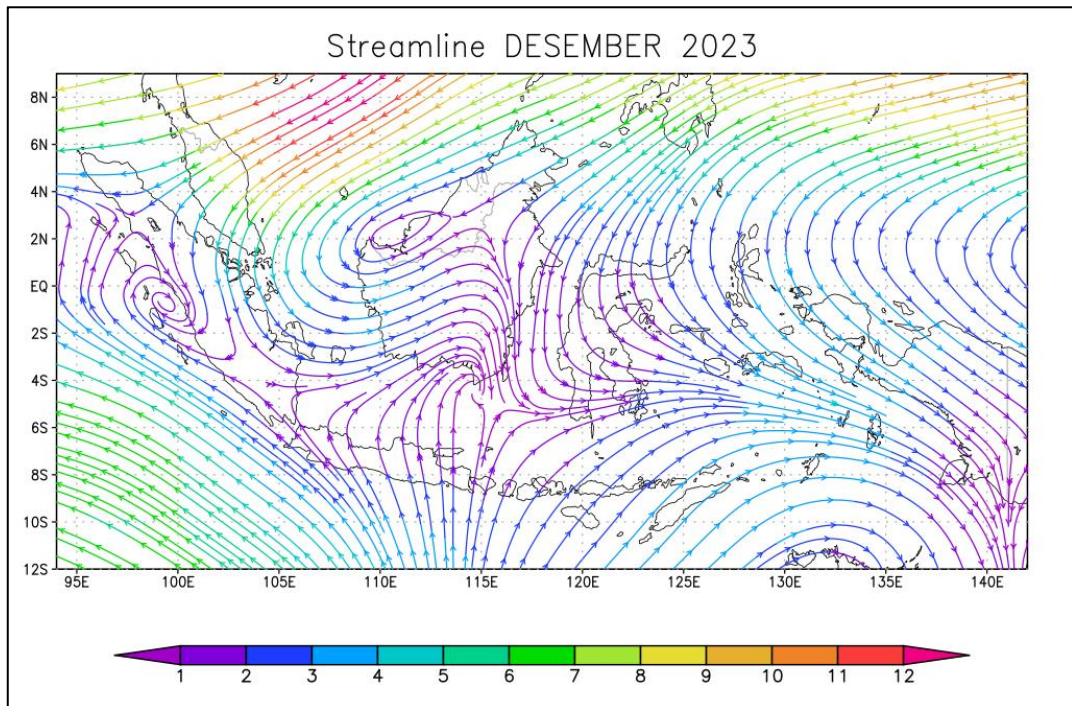 Streamline DESEMBER 2023
8N
6N
4N
2N
EQ
2S
4S
6S
8S
10S
12S
95E 100E 105E 110E 115E 120E 125E 130E 135E 140E
1 2 3 4 5 6 7 8 9 10 11 12